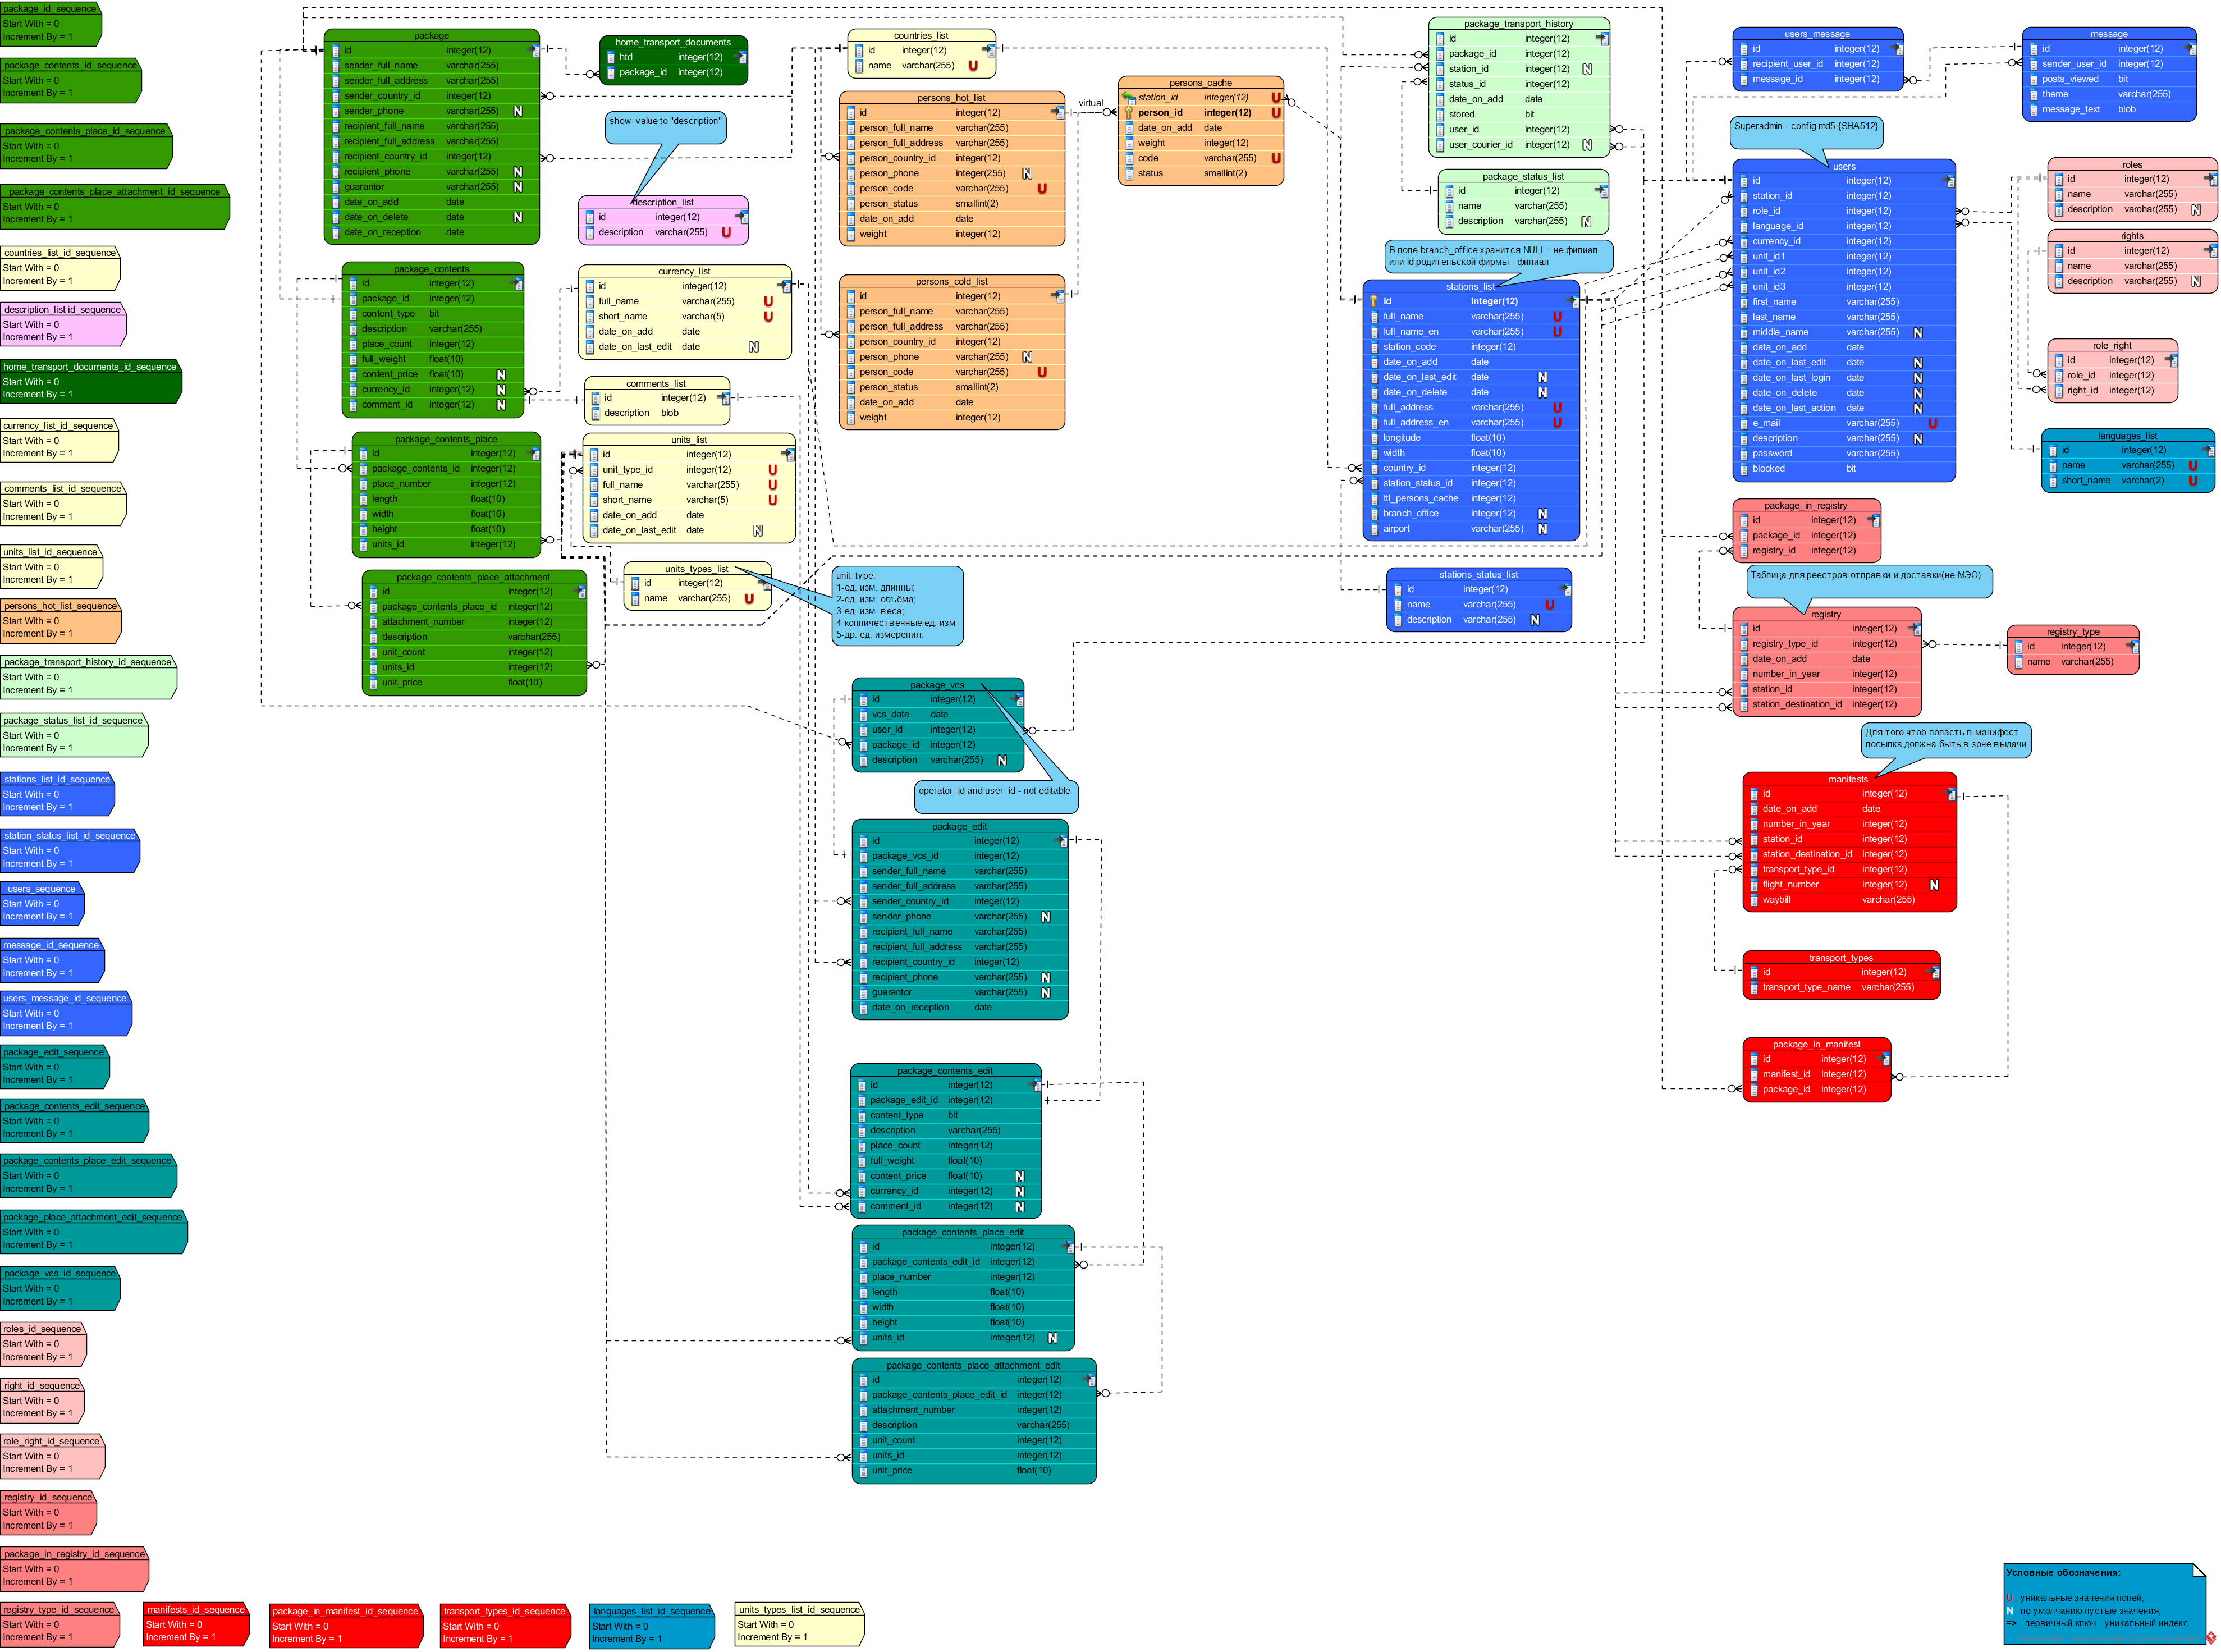 package_id_sequence
Start With = 0
Increment By = 1
package_contents_id_sequence
Start With = 0
Increment By = 1
package_contents_place_id_sequence
Start With = 0
Increment By = 1
package_contents_place_attachment_id_sequence
Start With = 0
Increment By = 1
countries_list_id_sequence
Start With = 0
Increment By = 1
description_list id_sequence
Start With = 0
Increment By = 1
home_transport_documents_id_sequence
Start With = 0
Increment By = 1
currency_list_id_sequence
Start With = 0
Increment By = 1
comments_list_id_sequence
Start With = 0
Increment By = 1
units_list_id_sequence
Start With = 0
Increment By = 1
persons_hot_list_sequence
Start With = 0
Increment By = 1
package_transport_history_id_sequence
Start With = 0
Increment By = 1
package_status_list_id_sequence
Start With = 0
Increment By = 1
stations_list_id_sequence
Start With = 0
Increment By = 1
station_status_list_id_sequence
Start With = 0
Increment By = 1
users_sequence
Start With = 0
Increment By = 1
message_id_sequence
Start With = 0
Increment By = 1
users_message_id_sequence
Start With = 0
Increment By = 1
package_edit_sequence
Start With = 0
Increment By = 1
package_contents_edit_sequence
Start With = 0
Increment By = 1
package_contents_place_edit_sequence
Start With = 0
Increment By = 1
package_place_attachment_edit_sequence
Start With = 0
Increment By = 1
package_vcs_id_sequence
Start With = 0
Increment By = 1
roles_id_sequence
Start With = 0
Increment By = 1
right_id_sequence
Start With = 0
Increment By = 1
role_right_id_sequence
Start With = 0
Increment By = 1
registry_id_sequence
Start With = 0
Increment By = 1
package_in_registry_id_sequence
Start With = 0
Increment By = 1
registry_type_id_sequence
Start With = 0
Increment By = 1
manifests_id_sequence
Start With = 0
Increment By = 1
package_in_manifest_id_sequence
Start With = 0
Increment By = 1
transport_types_id_sequence
Start With = 0
Increment By = 1
languages_list_id_sequence
Start With = 0
Increment By = 1
units_types_list_id_sequence
Start With = 0
Increment By = 1
package
id integer(12)
sender_full_name varchar(255)
sender_full_address varchar(255)
sender_country_id integer(12)
sender_phone varchar(255) N
recipient_full_name varchar(255)
recipient_full_address varchar(255)
recipient_country_id integer(12)
recipient_phone varchar(255) N
guarantor varchar(255) N
date_on_add date
date_on_delete date N
date_on_reception date
package_contents
id integer(12)
package_id integer(12)
content_type bit
description varchar(255)
place_count integer(12)
full_weight float(10)
content_price float(10) N
currency_id integer(12) N
comment_id integer(12) N
package_contents_place
id integer(12)
package_contents_id integer(12)
place_number integer(12)
length float(10)
width float(10)
height float(10)
units_id integer(12)
package_contents_place_attachment
id integer(12)
package_contents_place_id integer(12)
attachment_number integer(12)
description varchar(255)
unit_count integer(12)
units_id integer(12)
unit_price float(10)
home_transport_documents
htd integer(12)
package_id integer(12)
show value to "description"
description_list
id integer(12)
description varchar(255) U
currency_list
id integer(12)
full_name varchar(255) U
short_name varchar(5) U
date_on_add date
date_on_last_edit date N
comments_list
id integer(12)
description blob
units_list
id integer(12)
unit_type_id integer(12) U
full_name varchar(255) U
short_name varchar(5) U
date_on_add date
date_on_last_edit date N
units_types_list
id integer(12)
name varchar(255) U
unit_type:
1-ед. изм. длинны;
2-ед. изм. объёма;
3-ед. изм. веса;
4-колличественные ед. изм
5-др. ед. измерения.
countries_list
id integer(12)
name varchar(255) U
persons_hot_list
id integer(12)
person_full_name varchar(255)
person_full_address varchar(255)
person_country_id integer(12)
person_phone integer(255) N
person_code varchar(255) U
person_status smallint(2)
date_on_add date
weight integer(12)
persons_cold_list
id integer(12)
person_full_name varchar(255)
person_full_address varchar(255)
person_country_id integer(12)
person_phone varchar(255) N
person_code varchar(255) U
person_status smallint(2)
date_on_add date
weight integer(12)
virtual
persons_cache
station_id integer(12) U
person_id integer(12) U
date_on_add date
weight integer(12)
code varchar(255) U
status smallint(2)
package_vcs
id integer(12)
vcs_date date
user_id integer(12)
package_id integer(12)
description varchar(255) N
operator_id and user_id - not editable
package_edit
id integer(12)
package_vcs_id integer(12)
sender_full_name varchar(255)
sender_full_address varchar(255)
sender_country_id integer(12)
sender_phone varchar(255) N
recipient_full_name varchar(255)
recipient_full_address varchar(255)
recipient_country_id integer(12)
recipient_phone varchar(255) N
guarantor varchar(255) N
date_on_reception date
package_contents_edit
id integer(12)
package_edit_id integer(12)
content_type bit
description varchar(255)
place_count integer(12)
full_weight float(10)
content_price float(10) N
currency_id integer(12) N
comment_id integer(12) N
package_contents_place_edit
id integer(12)
package_contents_edit_id integer(12)
place_number integer(12)
length float(10)
width float(10)
height float(10)
units_id integer(12) N
package_contents_place_attachment_edit
id integer(12)
package_contents_place_edit_id integer(12)
attachment_number integer(12)
description varchar(255)
unit_count integer(12)
units_id integer(12)
unit_price float(10)
package_transport_history
id integer(12)
package_id integer(12)
station_id integer(12) N
status_id integer(12)
date_on_add date
stored bit
user_id integer(12)
user_courier_id integer(12) N
package_status_list
id integer(12)
name varchar(255)
description varchar(255) N
В поле branch_office хранится NULL - не филиал
или id родительской фирмы - филиал
stations_list
id integer(12)
full_name varchar(255) U
full_name_en varchar(255) U
station_code integer(12)
date_on_add date
date_on_last_edit date N
date_on_delete date N
full_address varchar(255) U
full_address_en varchar(255) U
longitude float(10)
width float(10)
country_id integer(12)
station_status_id integer(12)
ttl_persons_cache integer(12)
branch_office integer(12) N
airport varchar(255) N
stations_status_list
id integer(12)
name varchar(255) U
description varchar(255) N
users_message
id integer(12)
recipient_user_id integer(12)
message_id integer(12)
message
id integer(12)
sender_user_id integer(12)
posts_viewed bit
theme varchar(255)
message_text blob
Superadmin - config md5 {SHA512}
users
id integer(12)
station_id integer(12)
role_id integer(12)
language_id integer(12)
currency_id integer(12)
unit_id1 integer(12)
unit_id2 integer(12)
unit_id3 integer(12)
first_name varchar(255)
last_name varchar(255)
middle_name varchar(255) N
data_on_add date
date_on_last_edit date N
date_on_last_login date N
date_on_delete date N
date_on_last_action date N
e_mail varchar(255) U
description varchar(255) N
password varchar(255)
blocked bit
roles
id integer(12)
name varchar(255)
description varchar(255) N
rights
id integer(12)
name varchar(255)
description varchar(255) N
role_right
id integer(12)
role_id integer(12)
right_id integer(12)
languages_list
id integer(12)
name varchar(255) U
short_name varchar(2) U
package_in_registry
id integer(12)
package_id integer(12)
registry_id integer(12)
Таблица для реестров отправки и доставки(не МЭО)
registry
id integer(12)
registry_type_id integer(12)
date_on_add date
number_in_year integer(12)
station_id integer(12)
station_destination_id integer(12)
registry_type
id integer(12)
name varchar(255)
Для того чтоб попасть в манифест
посылка должна быть в зоне выдачи
manifests
id integer(12)
date_on_add date
number_in_year integer(12)
station_id integer(12)
station_destination_id integer(12)
transport_type_id integer(12)
flight_number integer(12) N
waybill varchar(255)
transport_types
id integer(12)
transport_type_name varchar(255)
package_in_manifest
id integer(12)
manifest_id integer(12)
package_id integer(12)
Условные обозначения:
U - уникальные значения полей;
N - по умолчанию пустые значения;
=> - первичный ключ - уникальный индекс.